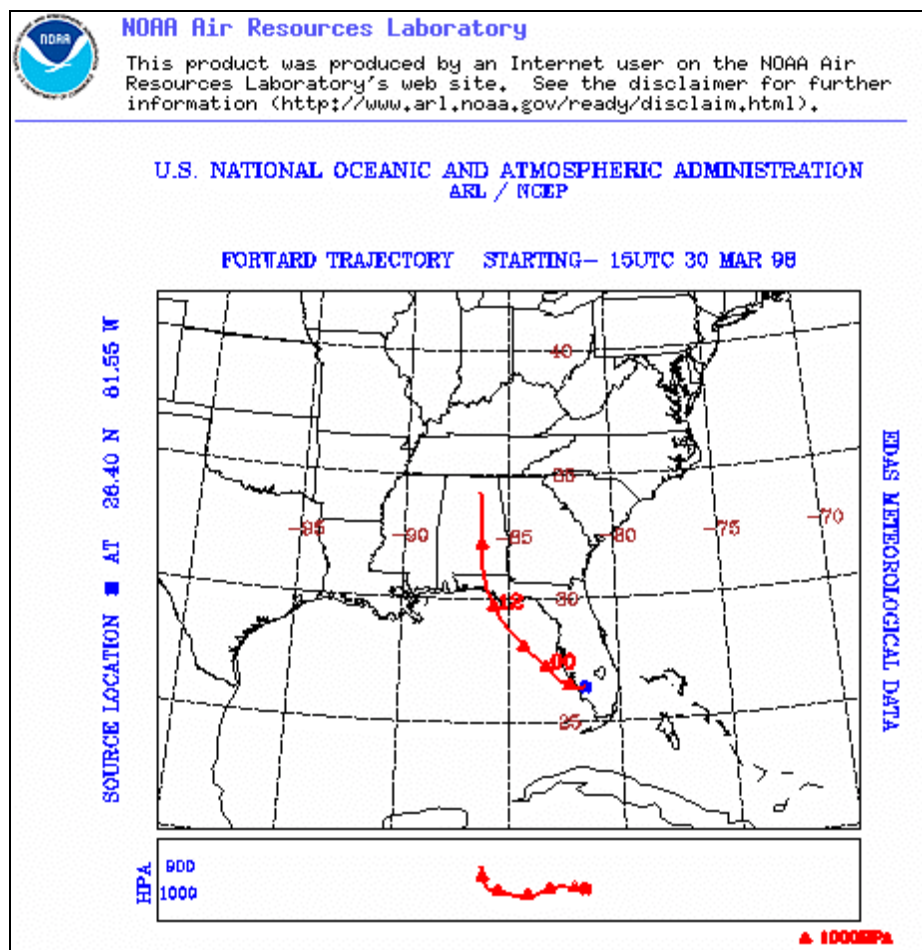 NOAA
NOAA Air Resources Laboratory
This product was produced by an Internet user on the NOAA Air
Resources Laboratory's web site. See the disclaimer for further
information (http://www.arl.noaa.gov/ready/disclaim.html).
U.S. NATIONAL OCEANIC AND ATMOSPHERIC ADMINISTRATION
ARL / NCEP
FORWARD TRAJECTORY STARTING- 15UTC 30 MAR 98
SOURCE LOCATION ■ AT 26.40 N 81.55 W
40
35
-95
-90
-85
-80
-75
-70
12
30
00
25
EDAS METEOROLOGICAL DATA
HPA
900
1000
▲ 1000HPA